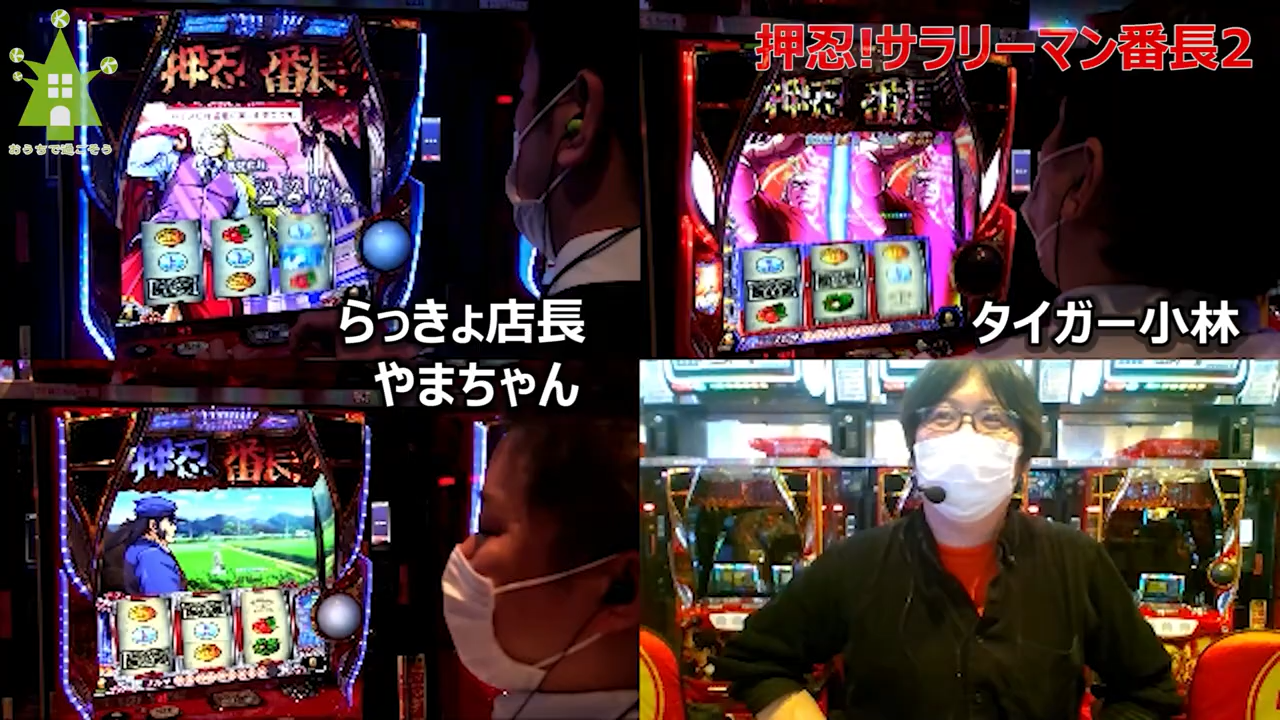 押忍!サラリーマン番長2
おうちで過ごそう
押忍 番長
押忍 番長
らっきょ店長
タイガー小林
やまちゃん
押忍 番長